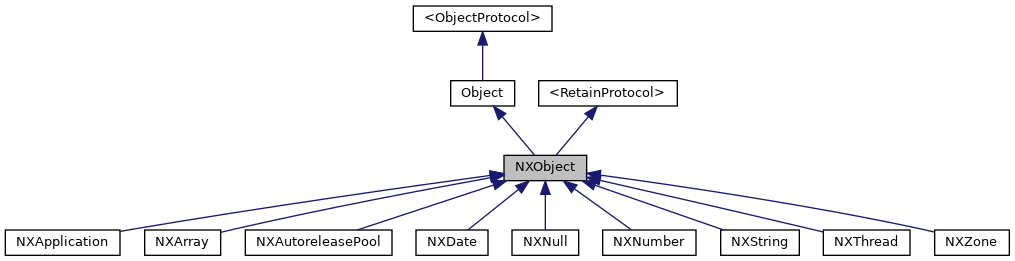 <ObjectProtocol>
Object
<RetainProtocol>
NXObject
NXApplication
NXArray
NXAutoreleasePool
NXDate
NXNull
NXNumber
NXString
NXThread
NXZone